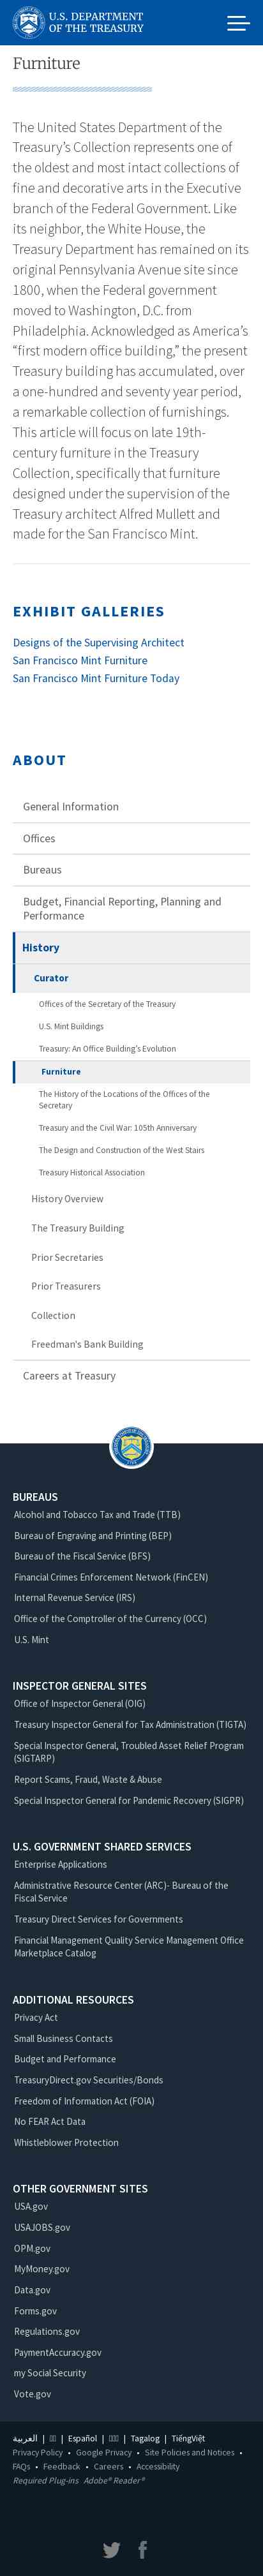 U.S. DEPARTMENT
OF THE TREASURY
Furniture
The United States Department of the
Treasury’s Collection represents one of
the oldest and most intact collections of
fine and decorative arts in the Executive
branch of the Federal Government. Like
its neighbor, the White House, the
Treasury Department has remained on its
original Pennsylvania Avenue site since
1800, when the Federal government
moved to Washington, D.C. from
Philadelphia. Acknowledged as America’s
“first modern office building,” the present
Treasury building has accumulated, over
a one-hundred and seventy year period,
a remarkable collection of furnishings.
This article will focus on late 19th-
century furniture in the Treasury
Collection, specifically that furniture
designed under the supervision of the
Treasury architect Alfred Mullett and
made for the San Francisco Mint.
EXHIBIT GALLERIES
Designs of the Supervising Architect
San Francisco Mint Furniture
San Francisco Mint Furniture Today
ABOUT
General Information
Offices
Bureaus
Budget, Financial Reporting, Planning and
Performance
History
Curator
Offices of the Secretary of the Treasury
U.S. Mint Buildings
Treasury: An Office Building’s Evolution
Furniture
The History of the Locations of the Offices of the
Secretary
Treasury and the Civil War: 105th Anniversary
The Design and Construction of the West Stairs
Treasury Historical Association
History Overview
The Treasury Building
Prior Secretaries
Prior Treasurers
Collection
Freedman's Bank Building
Careers at Treasury
BUREAUS
Alcohol and Tobacco Tax and Trade (TTB)
Bureau of Engraving and Printing (BEP)
Bureau of the Fiscal Service (BFS)
Financial Crimes Enforcement Network (FinCEN)
Internal Revenue Service (IRS)
Office of the Comptroller of the Currency (OCC)
U.S. Mint
INSPECTOR GENERAL SITES
Office of Inspector General (OIG)
Treasury Inspector General for Tax Administration (TIGTA)
Special Inspector General, Troubled Asset Relief Program
(SIGTARP)
Report Scams, Fraud, Waste & Abuse
Special Inspector General for Pandemic Recovery (SIGPR)
U.S. GOVERNMENT SHARED SERVICES
Enterprise Applications
Administrative Resource Center (ARC)- Bureau of the
Fiscal Service
Treasury Direct Services for Governments
Financial Management Quality Service Management Office
Marketplace Catalog
ADDITIONAL RESOURCES
Privacy Act
Small Business Contacts
Budget and Performance
TreasuryDirect.gov Securities/Bonds
Freedom of Information Act (FOIA)
No FEAR Act Data
Whistleblower Protection
OTHER GOVERNMENT SITES
USA.gov
USAJOBS.gov
OPM.gov
MyMoney.gov
Data.gov
Forms.gov
Regulations.gov
PaymentAccuracy.gov
my Social Security
Vote.gov
العربية | | Español | | Tagalog | TiếngViệt
Privacy Policy • Google Privacy • Site Policies and Notices •
FAQs • Feedback • Careers • Accessibility
Required Plug-ins Adobe® Reader®